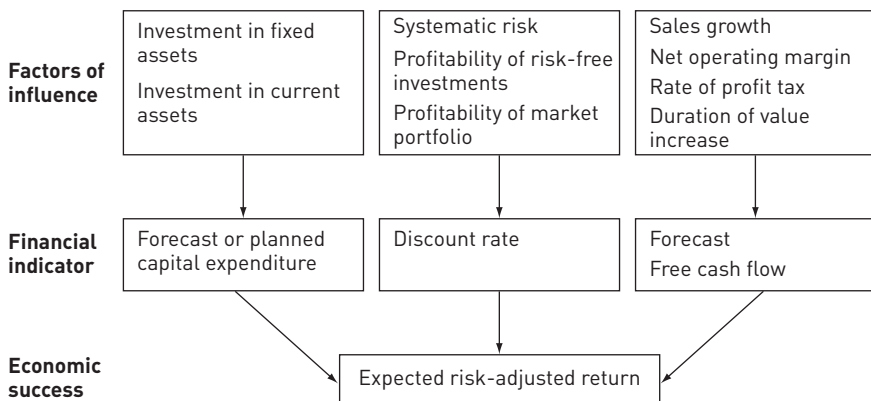 Factors of
influence
Investment in fixed
assets
Investment in current
assets
Systematic risk
Profitability of risk-free
investments
Profitability of market
portfolio
Sales growth
Net operating margin
Rate of profit tax
Duration of value
increase
Financial
indicator
Forecast or planned
capital expenditure
Discount rate
Forecast
Free cash flow
Economic
success
Expected risk-adjusted return